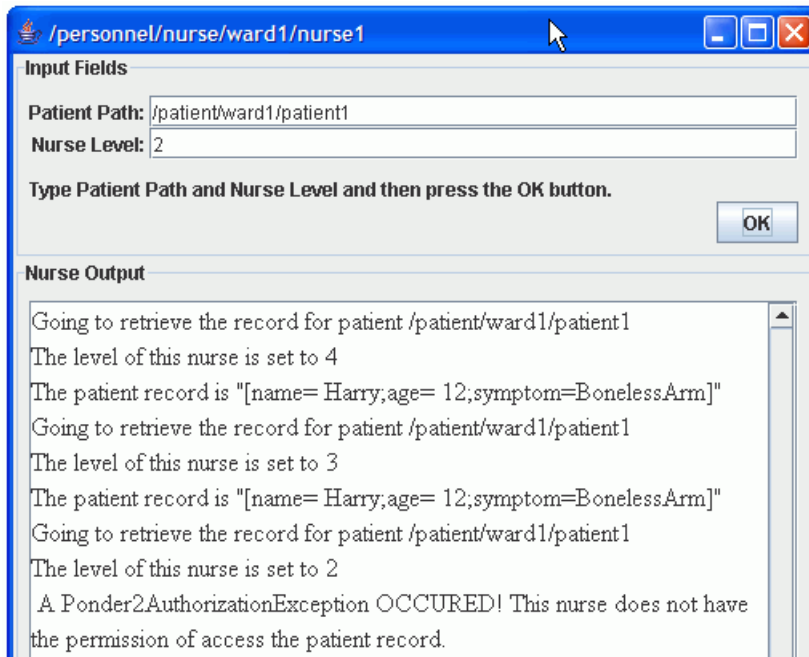 /personnel/nurse/ward1/nurse1
Input Fields
Patient Path: /patient/ward1/patient1
Nurse Level: 2
Type Patient Path and Nurse Level and then press the OK button.
OK
Nurse Output
Going to retrieve the record for patient /patient/ward1/patient1
The level of this nurse is set to 4
The patient record is "[name= Harry;age= 12;symptom=BonelessArm]"
Going to retrieve the record for patient /patient/ward1/patient1
The level of this nurse is set to 3
The patient record is "[name= Harry;age= 12;symptom=BonelessArm]"
Going to retrieve the record for patient /patient/ward1/patient1
The level of this nurse is set to 2
A Ponder2AuthorizationException OCCURED! This nurse does not have
the permission of access the patient record.